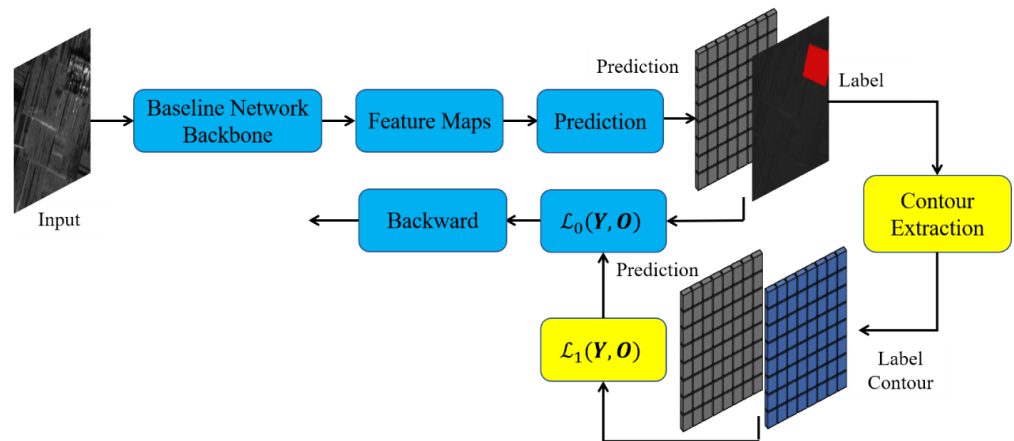 Prediction
Label
Baseline Network
Backbone
Feature Maps
Prediction
Input
Backward
ℒ₀(Y, O)
Contour
Extraction
Prediction
ℒ₁(Y, O)
Label
Contour